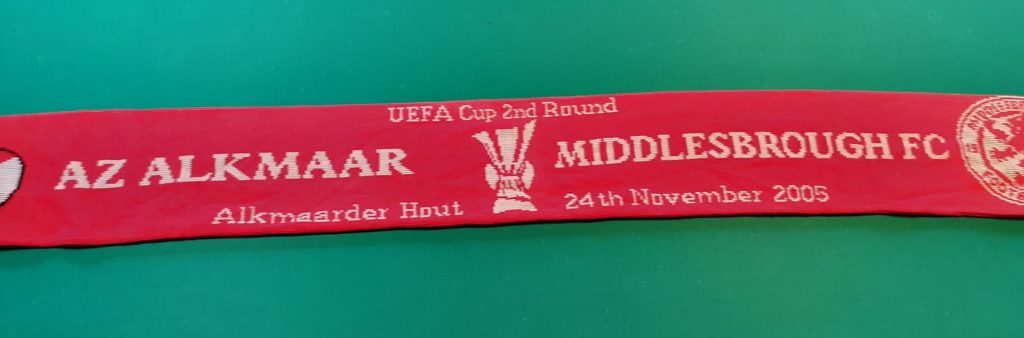 UEFA Cup 2nd Round
AZ ALKMAAR
MIDDLESBROUGH FC
Alkmaarder Hout
24th November 2005